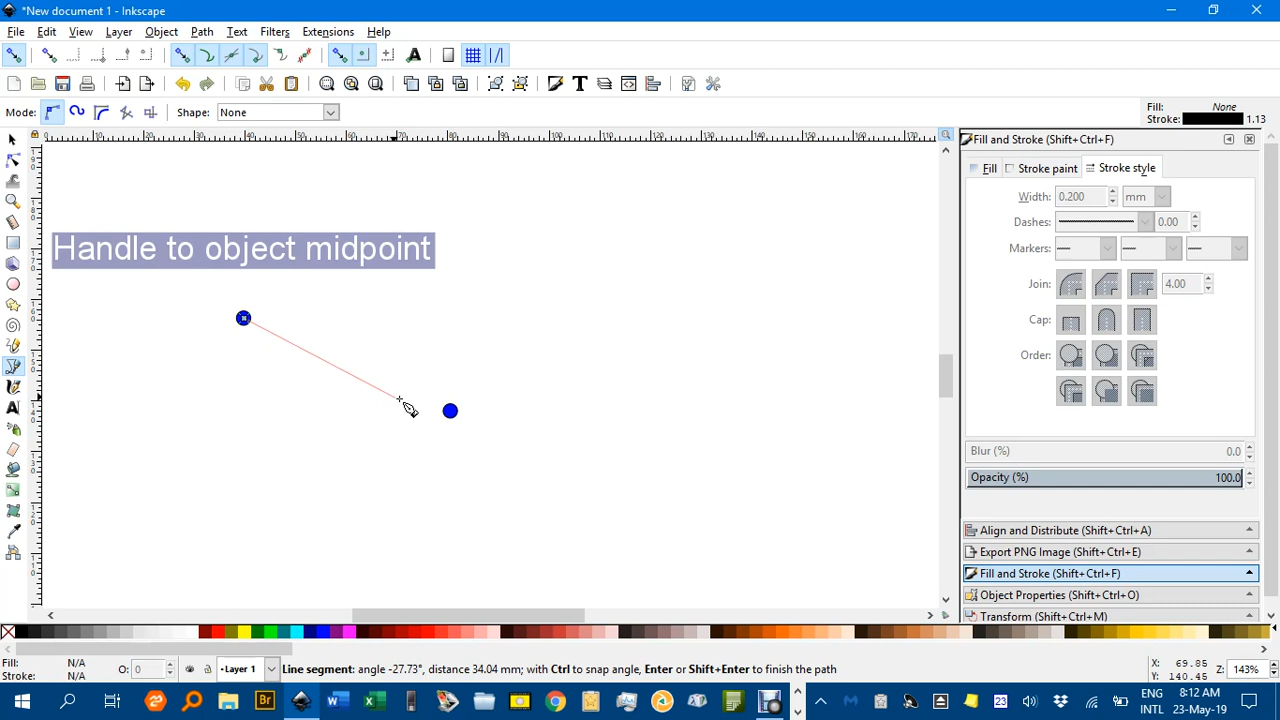 *New document 1 - Inkscape
File Edit View Layer Object Path Text Filters Extensions Help
Mode: Shape: None
Fill: None
Stroke: 1.13
Fill and Stroke (Shift+Ctrl+F)
Fill Stroke paint Stroke style
Width: 0.200 mm
Dashes: 0.00
Markers:
Join: 4.00
Cap:
Order:
Handle to object midpoint
Blur (%) 0.0
Opacity (%) 100.0
Align and Distribute (Shift+Ctrl+A)
Export PNG Image (Shift+Ctrl+E)
Fill and Stroke (Shift+Ctrl+F)
Object Properties (Shift+Ctrl+O)
Transform (Shift+Ctrl+M)
Fill: N/A
Stroke: N/A
O: 0
Layer 1
Line segment: angle -27.73°, distance 34.04 mm; with Ctrl to snap angle, Enter or Shift+Enter to finish the path
X: 69.85
Y: 140.45
Z: 143%
ENG
INTL
8:12 AM
23-May-19